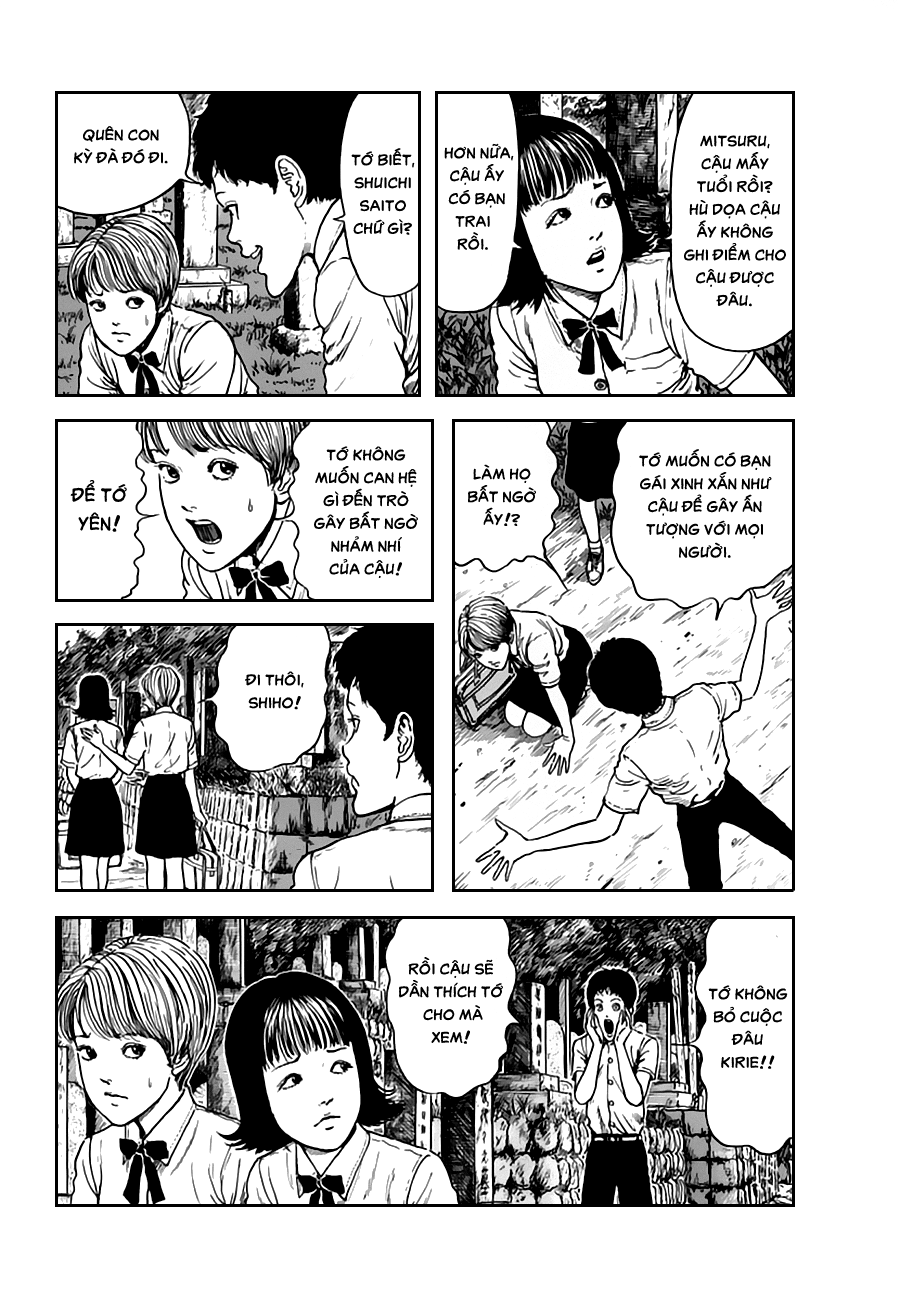 MITSURU,
CẬU MẤY
TUỔI RỒI?
HÙ DỌA CẬU
ẤY KHÔNG
GHI ĐIỂM CHO
CẬU ĐƯỢC
ĐÂU.
HƠN NỮA,
CẬU ẤY
CÓ BẠN
TRAI
RỒI.
TỚ BIẾT,
SHUICHI
SAITO
CHỨ GÌ?
QUÊN CON
KỲ ĐÀ ĐÓ ĐI.
TỚ MUỐN CÓ BẠN
GÁI XINH XẮN NHƯ
CẬU ĐỀ GÂY ẤN
TƯỢNG VỚI MỌI
NGƯỜI.
LÀM HỌ
BẤT NGỜ
ẤY!?
TỚ KHÔNG
MUỐN CAN HỆ
GÌ ĐẾN TRÒ
GÂY BẤT NGỜ
NHẢM NHÍ
CỦA CẬU!
ĐỂ TỚ
YÊN!
ĐI THÔI,
SHIHO!
TỚ KHÔNG
BỎ CUỘC
ĐÂU
KIRIE!!
RỒI CẬU SẼ
DẦN THÍCH TỚ
CHO MÀ
XEM!